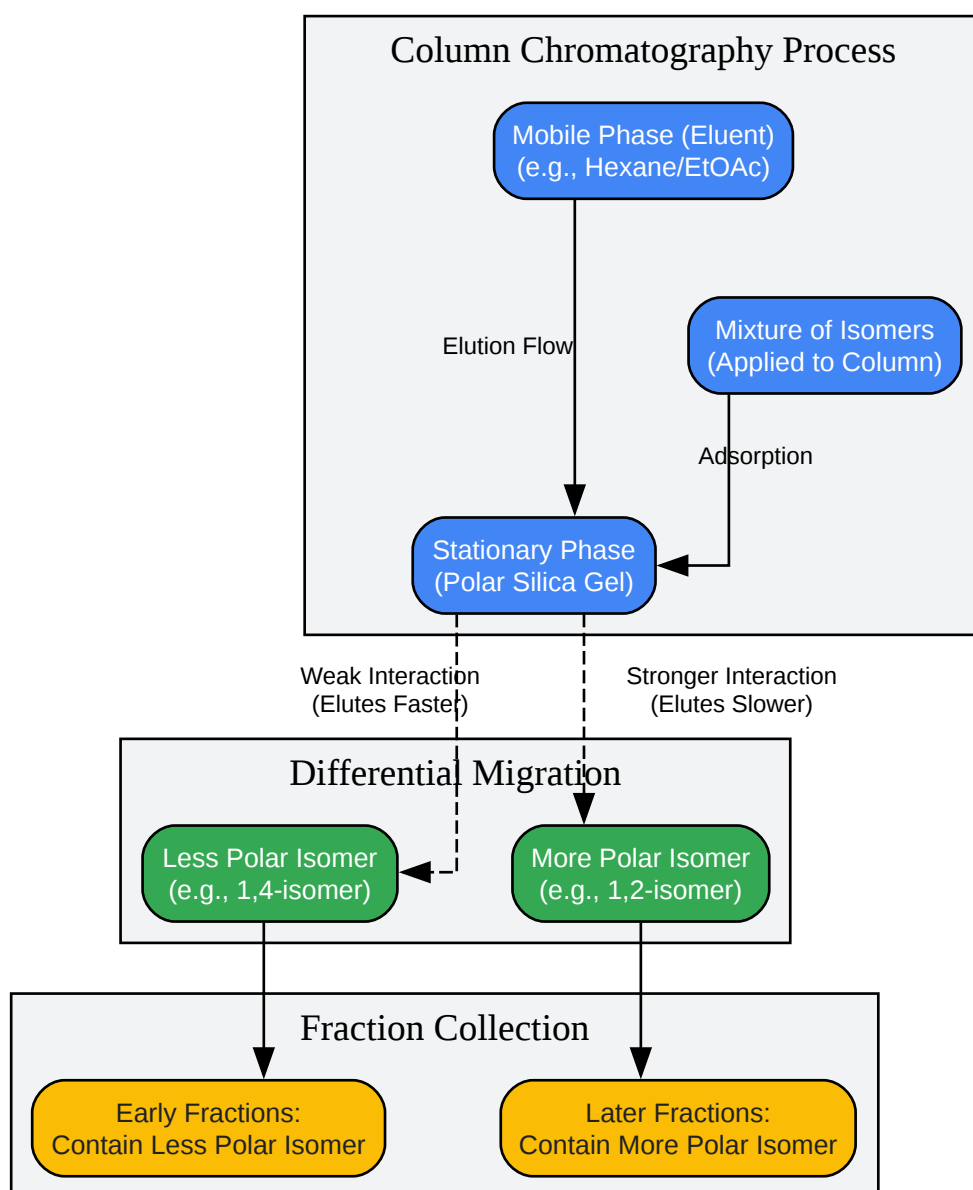 Column Chromatography Process
Mobile Phase (Eluent)
(e.g., Hexane/EtOAc)
Mixture of Isomers
(Applied to Column)
Elution Flow
Adsorption
Stationary Phase
(Polar Silica Gel)
Weak Interaction
(Elutes Faster)
Stronger Interaction
(Elutes Slower)
Differential Migration
Less Polar Isomer
(e.g., 1,4-isomer)
More Polar Isomer
(e.g., 1,2-isomer)
Fraction Collection
Early Fractions:
Contain Less Polar Isomer
Later Fractions:
Contain More Polar Isomer